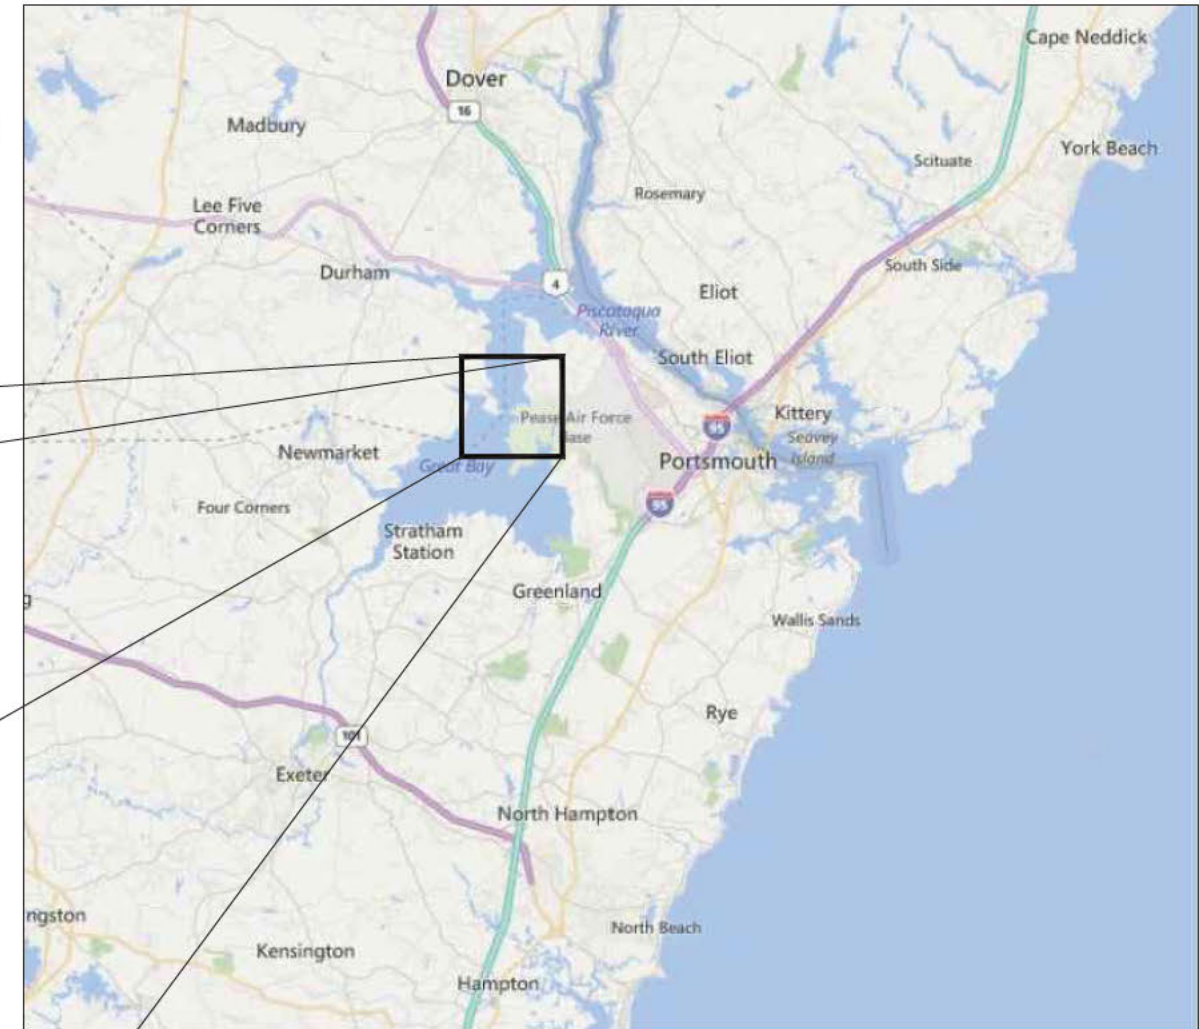 Cape Neddick
Dover
16
Madbury
York Beach
Scituate
Rosemary
Lee Five
Corners
South Side
Durham
4
Eliot
Piscataqua
River
South Eliot
Pease Air Force
Base
Kittery
95
Seavey
Island
Newmarket
Great Bay
Portsmouth
95
Four Corners
Stratham
Station
Greenland
g
Wallis Sands
Rye
101
Exeter
North Hampton
ngston
North Beach
Kensington
Hampton